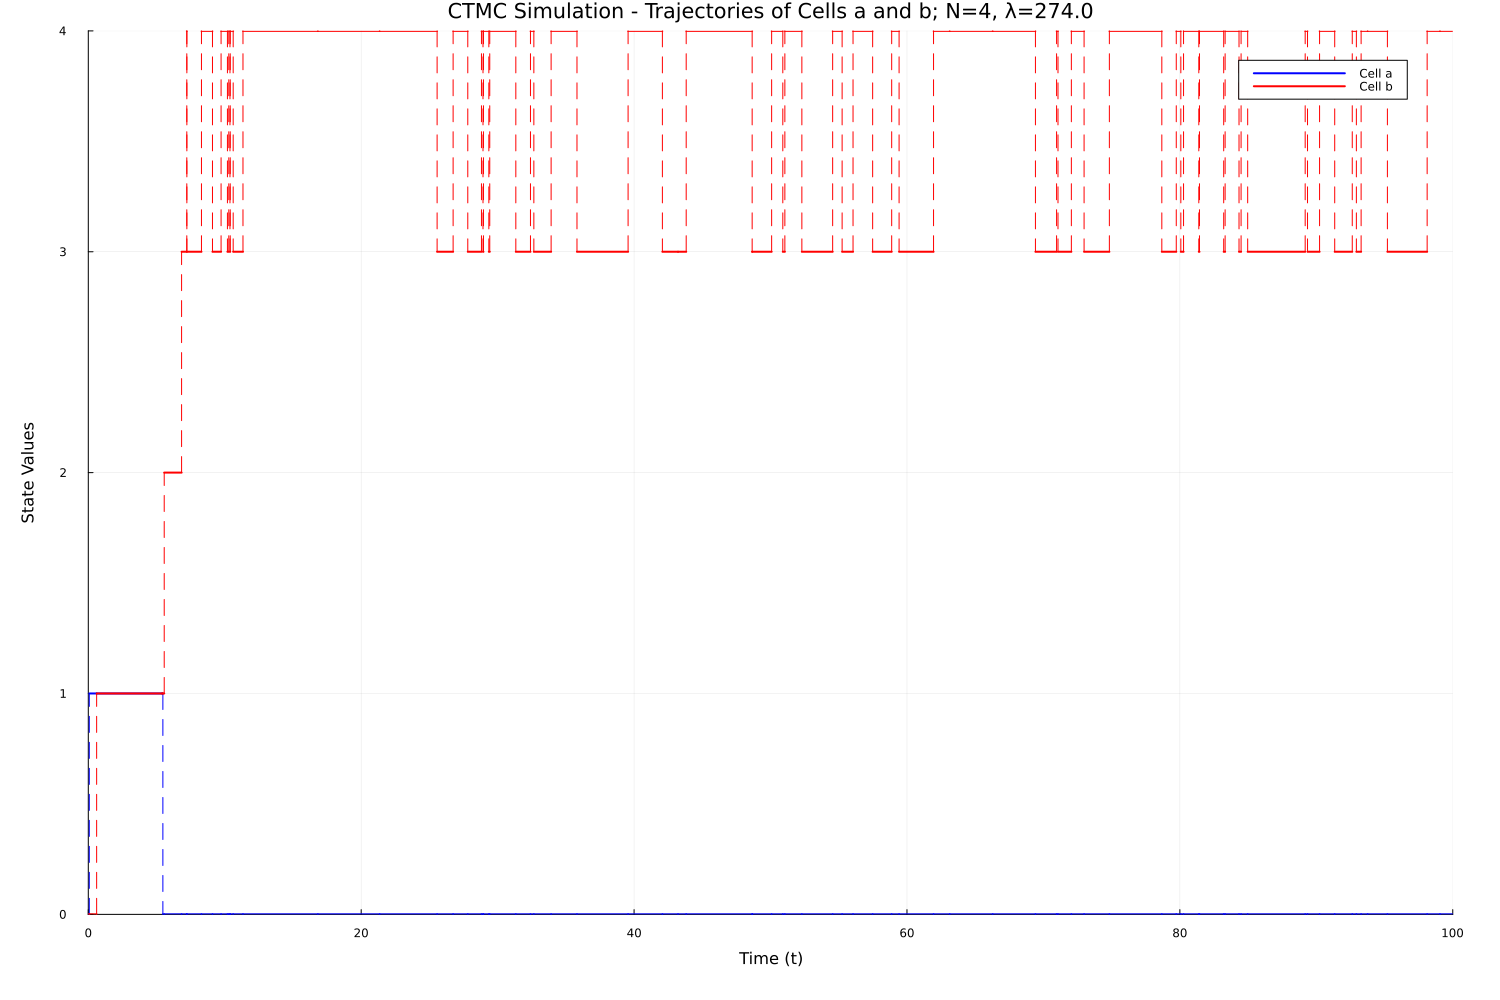 CTMC Simulation - Trajectories of Cells a and b; N=4, λ=274.0
4
Cell a
Cell b
3
State Values
2
1
0
0 20 40 60 80 100
Time (t)